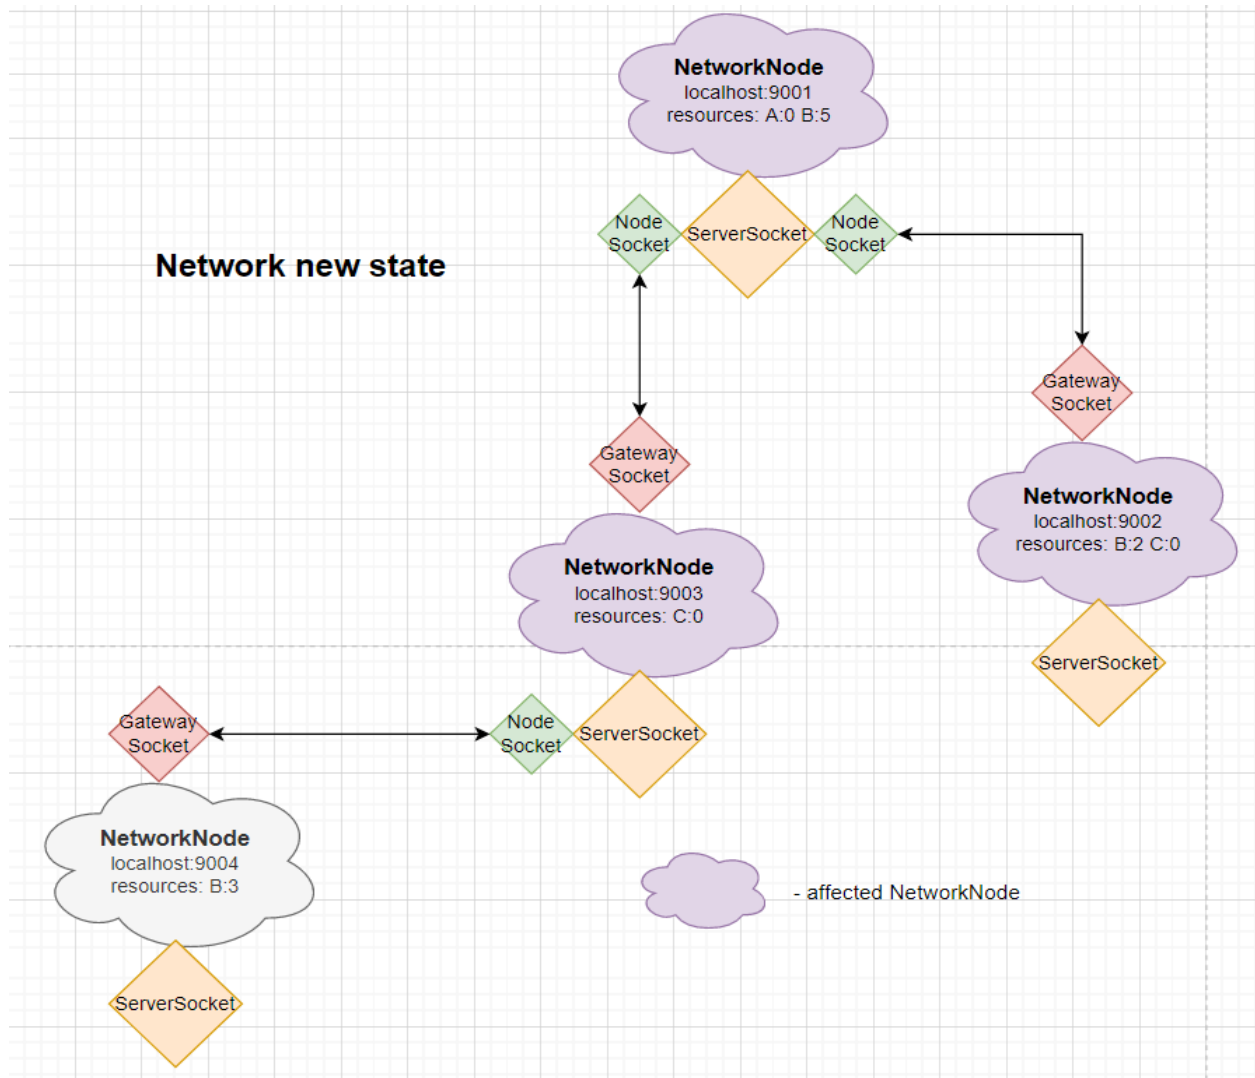 NetworkNode
localhost:9001
resources: A:0 B:5
Node
Socket
ServerSocket
Node
Socket
Network new state
Gateway
Socket
Gateway
Socket
NetworkNode
localhost:9002
resources: B:2 C:0
NetworkNode
localhost:9003
resources: C:0
ServerSocket
Gateway
Socket
Node
Socket
ServerSocket
NetworkNode
localhost:9004
resources: B:3
- affected NetworkNode
ServerSocket